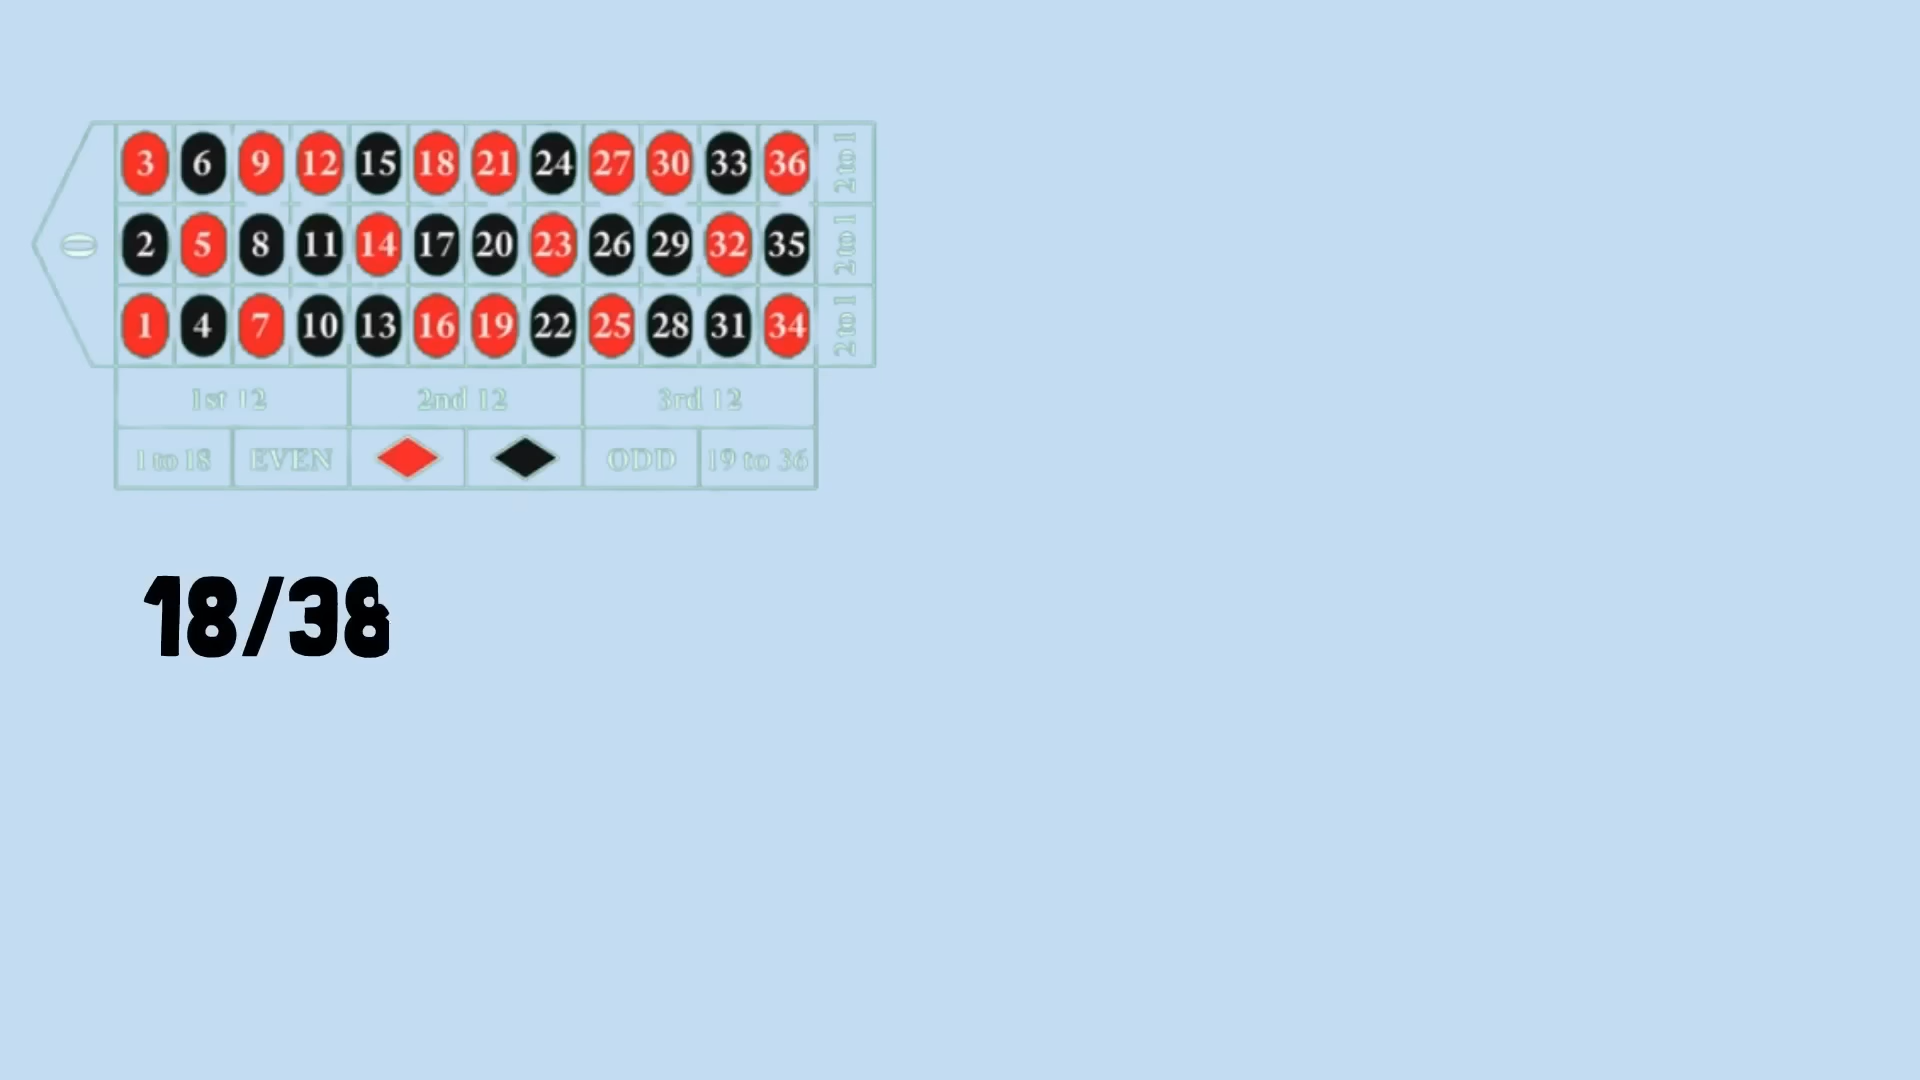 3 6 9 12 15 18 21 24 27 30 33 36 2 to 1
0 2 5 8 11 14 17 20 23 26 29 32 35 2 to 1
1 4 7 10 13 16 19 22 25 28 31 34 2 to 1
1st 12 2nd 12 3rd 12
1 to 18 EVEN ODD 19 to 36
18/38